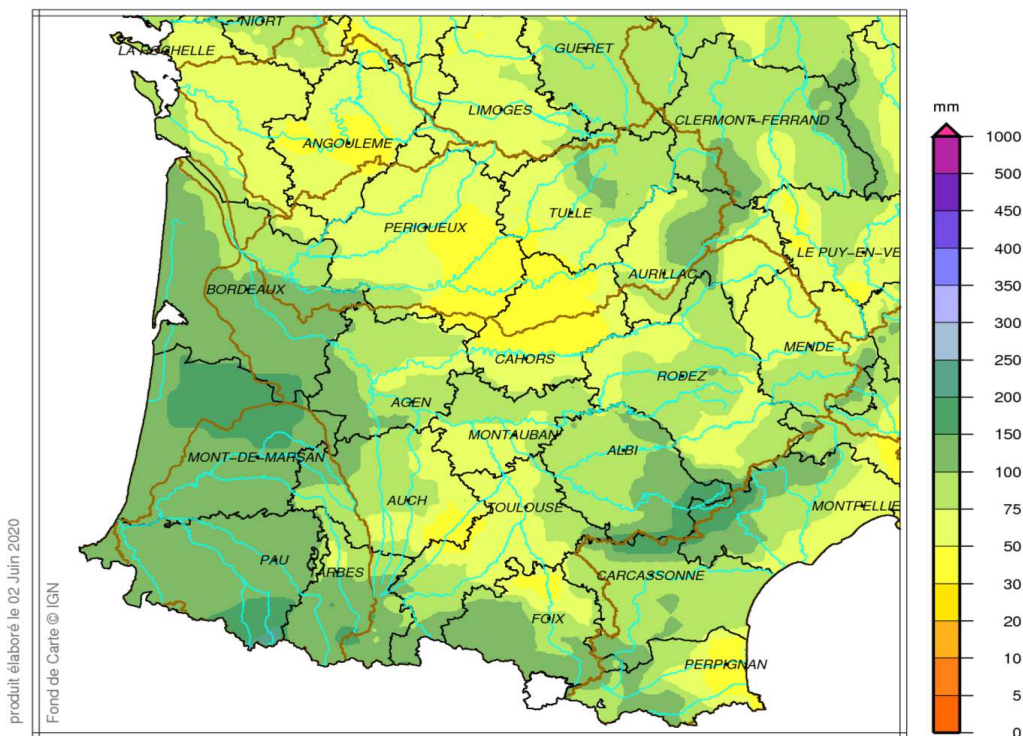 NIORT
LA ROCHELLE
GUERET
LIMOGES
CLERMONT-FERRAND
ANGOULEME
TULLE
PERIGUEUX
LE PUY-EN-VE
AURILLAC
BORDEAUX
MENDE
CAHORS
RODEZ
AGEN
MONTAUBAN
ALBI
MONT-DE-MARSAN
AUCH
TOULOUSE
MONTPELLIE
PAU
TARBES
CARCASSONNE
FOIX
PERPIGNAN
mm
1000
500
450
400
350
300
250
200
150
100
75
50
30
20
10
5
0
produit élaboré le 02 Juin 2020
Fond de Carte © IGN